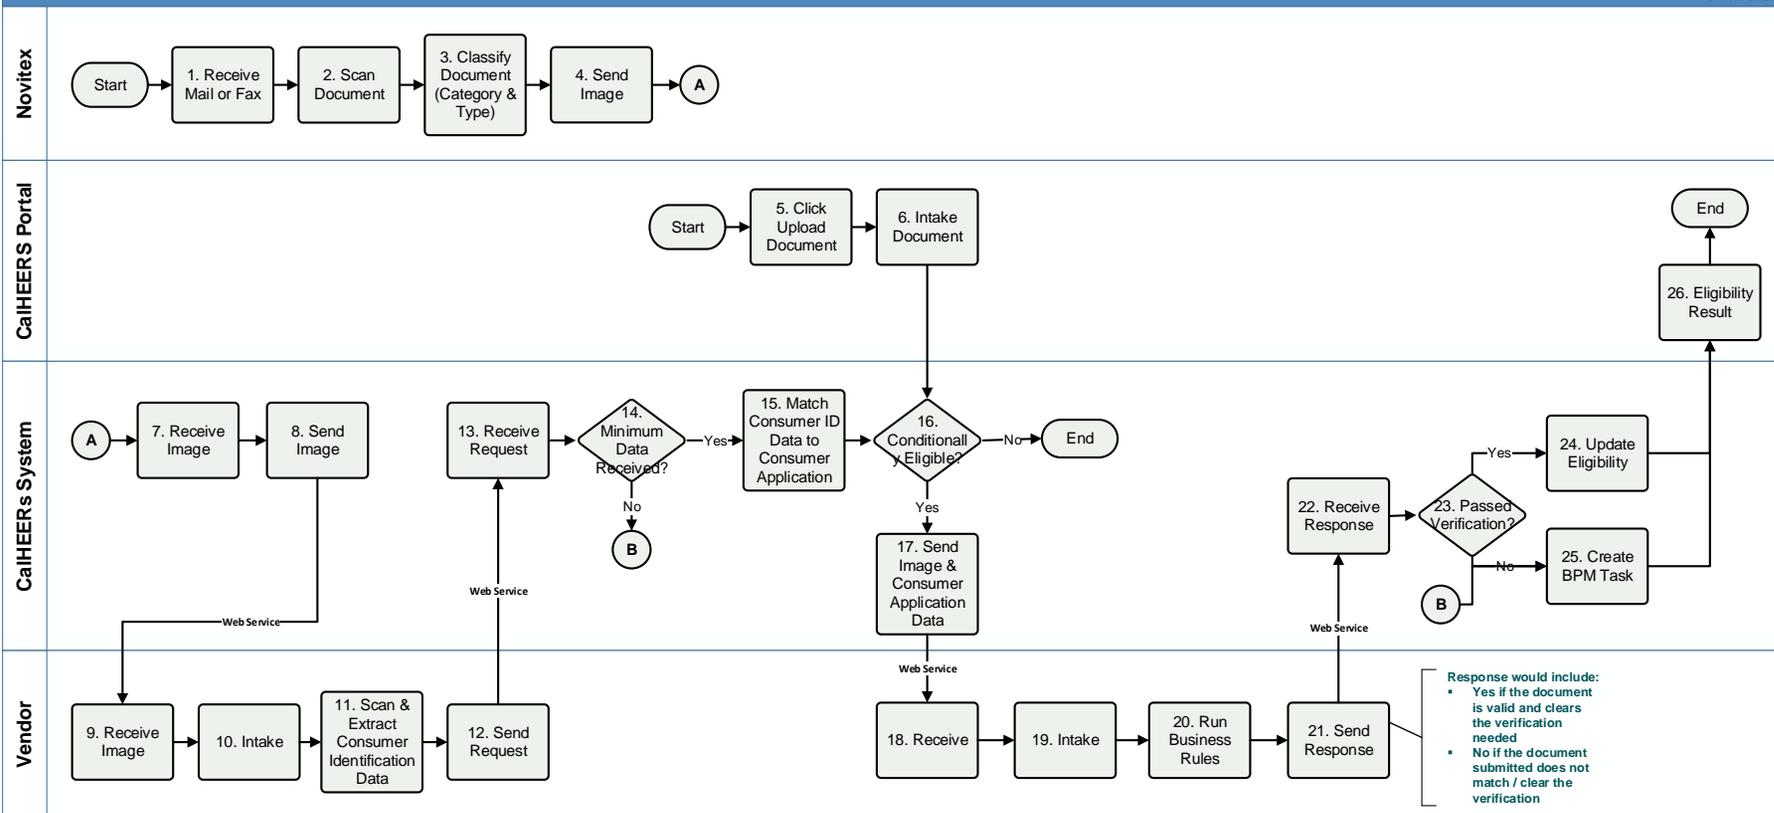 Novitex
Start
1. Receive
Mail or Fax
2. Scan
Document
3. Classify
Document
(Category &
Type)
4. Send
Image
A
CalHEERS Portal
Start
5. Click
Upload
Document
6. Intake
Document
End
26. Eligibility
Result
CalHEERs System
A
7. Receive
Image
8. Send
Image
13. Receive
Request
14.
Minimum
Data
Received?
Yes
No
B
15. Match
Consumer ID
Data to
Consumer
Application
16.
Conditionall
y Eligible?
No
End
Yes
17. Send
Image &
Consumer
Application
Data
22. Receive
Response
23. Passed
Verification?
Yes
No
B
24. Update
Eligibility
25. Create
BPM Task
Web Service
Web Service
Web Service
Web Service
Vendor
9. Receive
Image
10. Intake
11. Scan &
Extract
Consumer
Identification
Data
12. Send
Request
18. Receive
19. Intake
20. Run
Business
Rules
21. Send
Response
Response would include:
▪ Yes if the document
is valid and clears
the verification
needed
▪ No if the document
submitted does not
match / clear the
verification